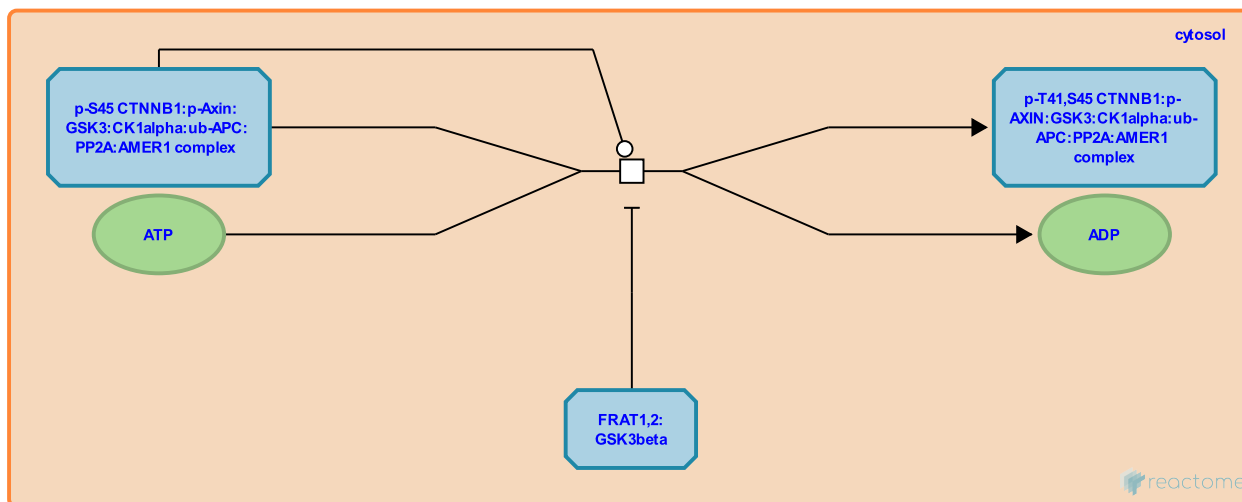 cytosol
p-S45 CTNNB1:p-Axin:
GSK3:CK1alpha:ub-APC:
PP2A:AMER1 complex
p-T41,S45 CTNNB1:p-
AXIN:GSK3:CK1alpha:ub-
APC:PP2A:AMER1
complex
ATP
ADP
FRAT1,2:
GSK3beta
reactome